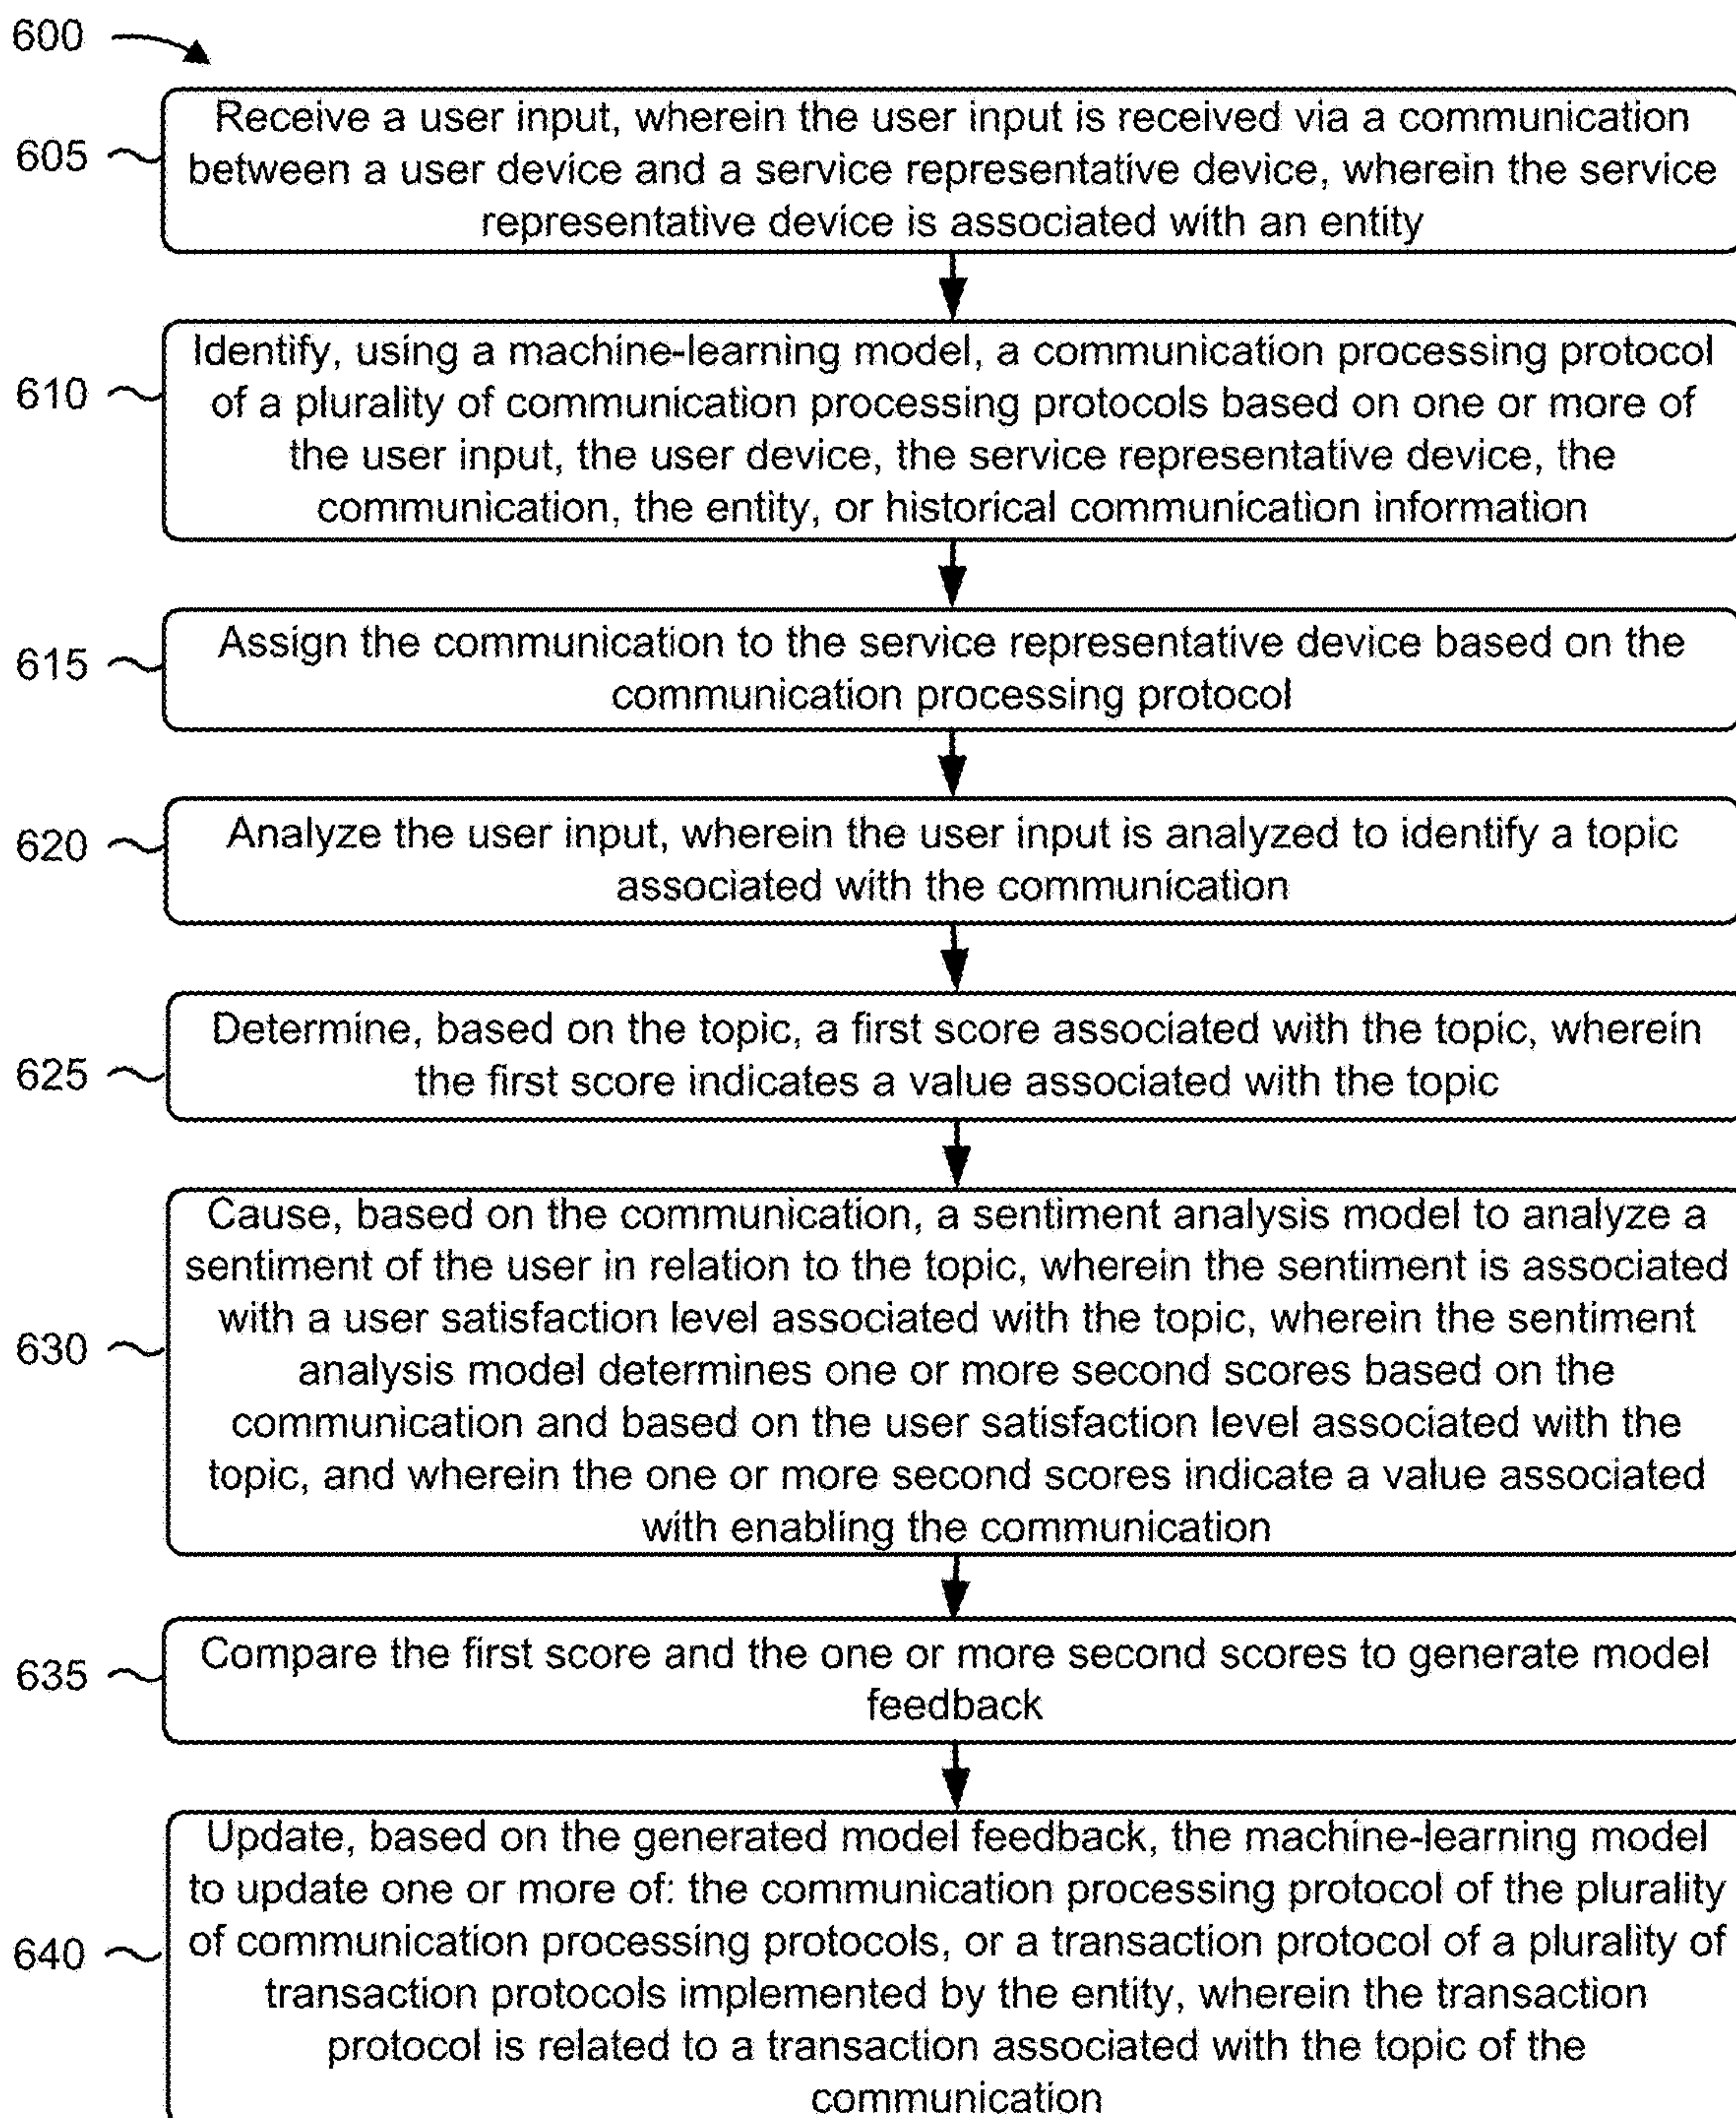 600
605
Receive a user input, wherein the user input is received via a communication
between a user device and a service representative device, wherein the service
representative device is associated with an entity
610
Identify, using a machine-learning model, a communication processing protocol
of a plurality of communication processing protocols based on one or more of
the user input, the user device, the service representative device, the
communication, the entity, or historical communication information
615
Assign the communication to the service representative device based on the
communication processing protocol
620
Analyze the user input, wherein the user input is analyzed to identify a topic
associated with the communication
625
Determine, based on the topic, a first score associated with the topic, wherein
the first score indicates a value associated with the topic
630
Cause, based on the communication, a sentiment analysis model to analyze a
sentiment of the user in relation to the topic, wherein the sentiment is associated
with a user satisfaction level associated with the topic, wherein the sentiment
analysis model determines one or more second scores based on the
communication and based on the user satisfaction level associated with the
topic, and wherein the one or more second scores indicate a value associated
with enabling the communication
635
Compare the first score and the one or more second scores to generate model
feedback
640
Update, based on the generated model feedback, the machine-learning model
to update one or more of: the communication processing protocol of the plurality
of communication processing protocols, or a transaction protocol of a plurality of
transaction protocols implemented by the entity, wherein the transaction
protocol is related to a transaction associated with the topic of the
communication